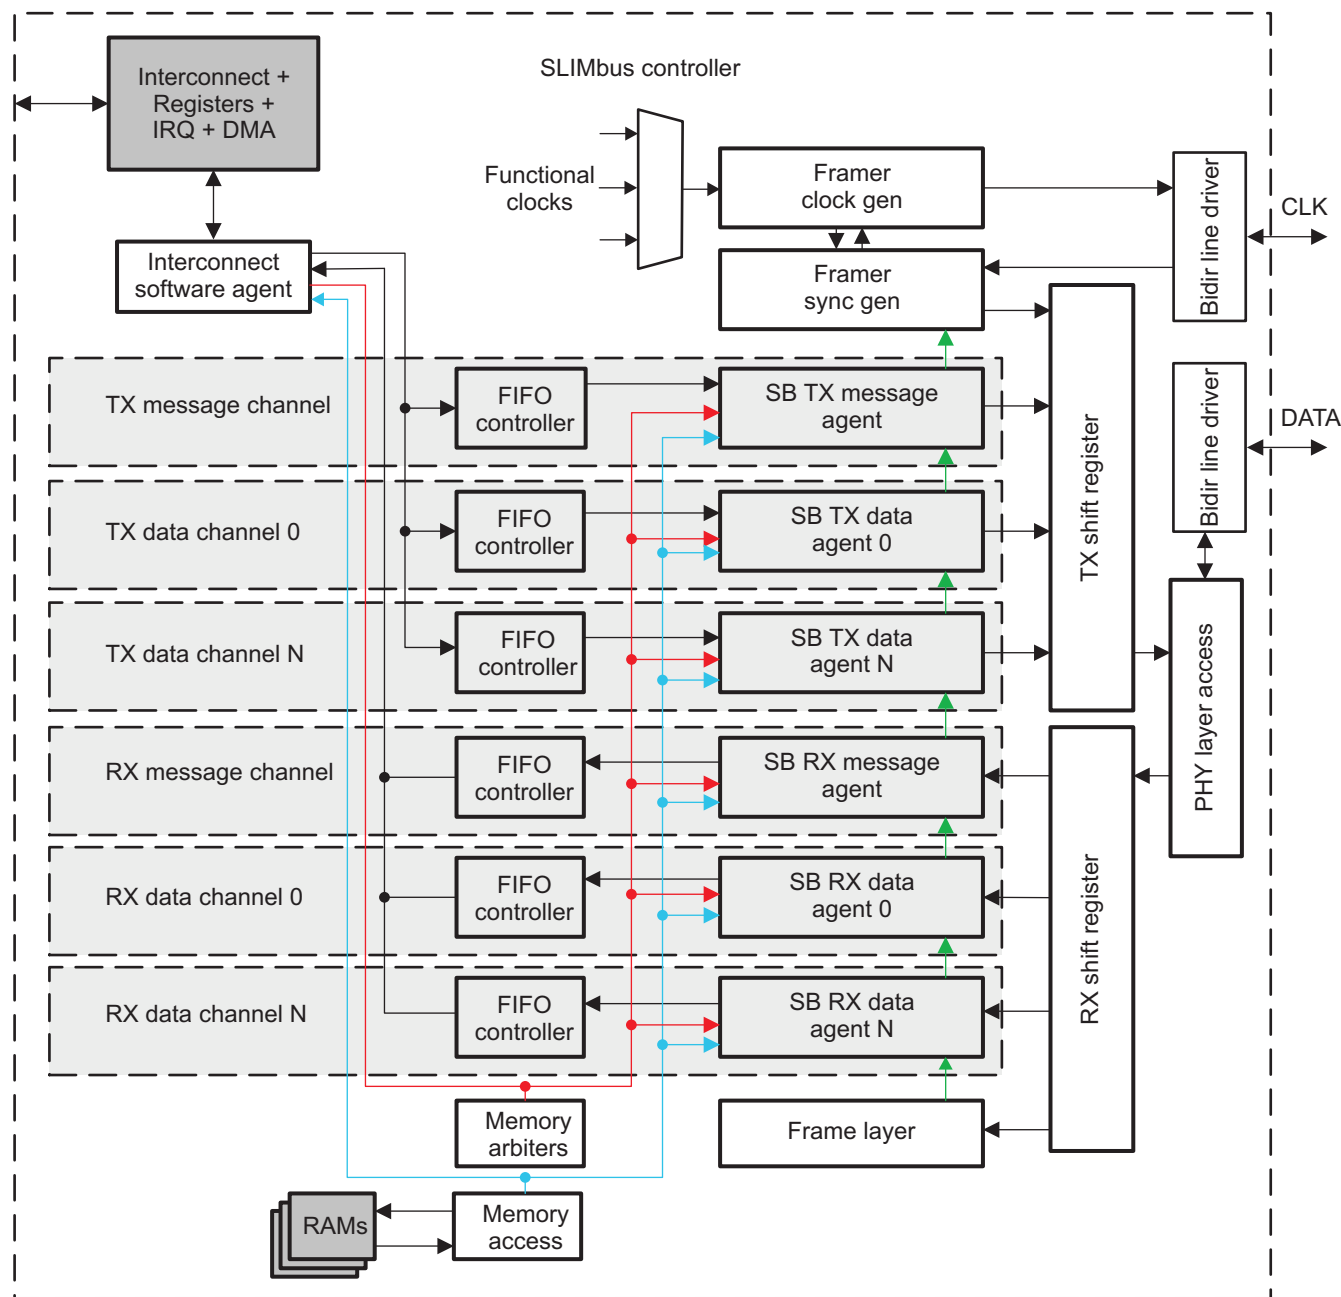 SLIMbus controller
Interconnect +
Registers +
IRQ + DMA
Functional
clocks
Framer
clock gen
Bidir line driver
CLK
Interconnect
software agent
Framer
sync gen
TX message channel
FIFO
controller
SB TX message
agent
TX shift register
Bidir line driver
DATA
TX data channel 0
FIFO
controller
SB TX data
agent 0
TX data channel N
FIFO
controller
SB TX data
agent N
PHY layer access
RX message channel
FIFO
controller
SB RX message
agent
RX shift register
RX data channel 0
FIFO
controller
SB RX data
agent 0
RX data channel N
FIFO
controller
SB RX data
agent N
Memory
arbiters
Frame layer
RAMs
Memory
access